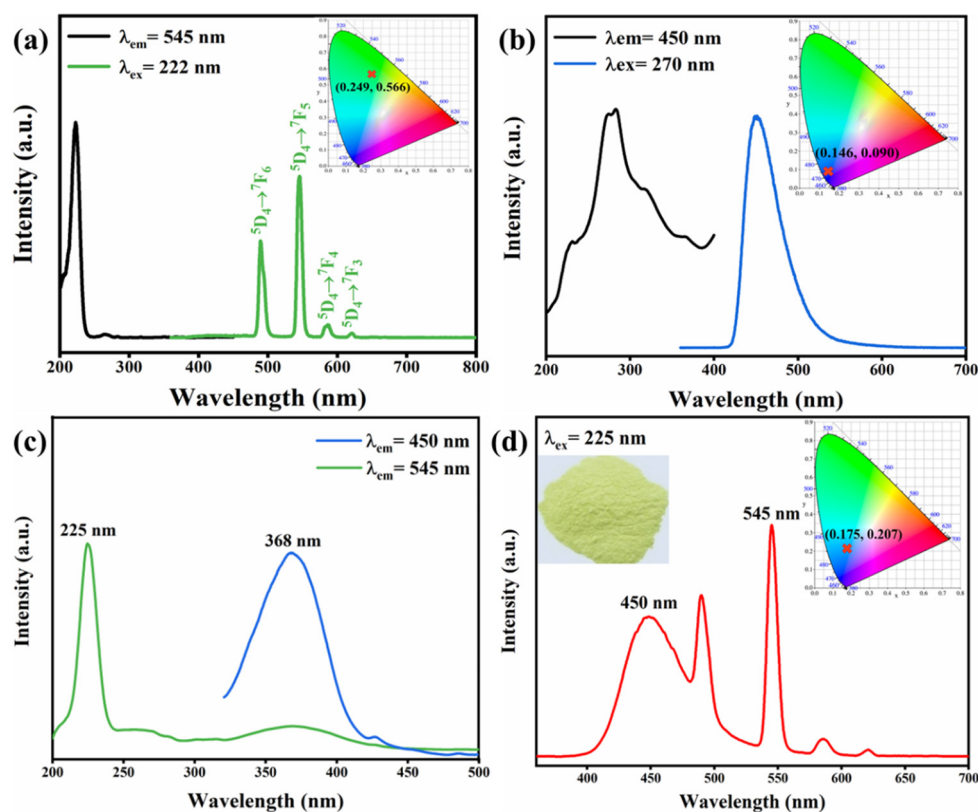 (a)
λem = 545 nm
λex = 222 nm
(0.249, 0.566)
⁵D₄→⁷F₆
⁵D₄→⁷F₅
⁵D₄→⁷F₄
⁵D₄→⁷F₃
Intensity (a.u.)
200 300 400 500 600 700 800
Wavelength (nm)
(b)
λem= 450 nm
λex= 270 nm
(0.146, 0.090)
Intensity (a.u.)
200 300 400 500 600 700
Wavelength (nm)
(c)
λem= 450 nm
λem= 545 nm
225 nm
368 nm
Intensity (a.u.)
200 250 300 350 400 450 500
Wavelength (nm)
(d)
λex= 225 nm
450 nm
545 nm
(0.175, 0.207)
Intensity (a.u.)
400 450 500 550 600 650 700
Wavelength (nm)